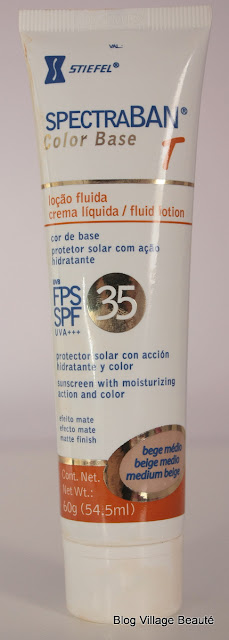 VAL.:
STIEFEL®
SPECTRABAN®
Color Base T
loção fluida
crema líquida / fluid lotion
cor de base
protetor solar com ação
hidratante
UVB
FPS
SPF 35
UVA+++
protector solar con acción
hidratante y color
sunscreen with moisturizing
action and color
efeito mate
efecto mate
matte finish
bege médio
beige medio
medium beige
Cont. Net.
Net Wt.:
60g (54,5ml)
Blog Village Beauté